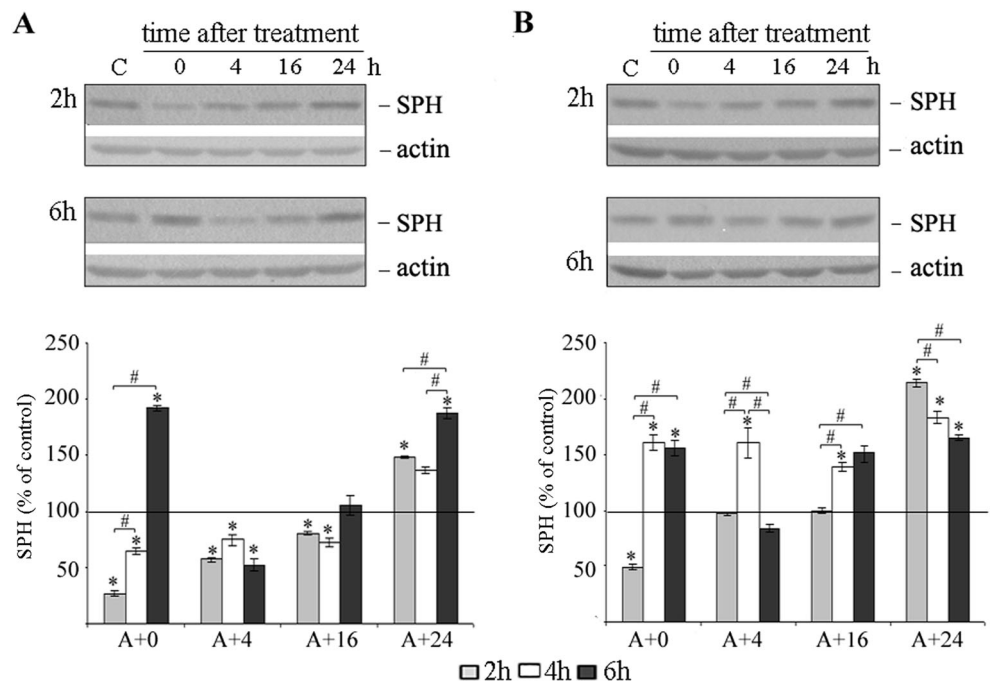 A
time after treatment
C 0 4 16 24 h
2h
– SPH
– actin
6h
– SPH
– actin
SPH (% of control)
250
200
150
100
50
#
*
#
*
*
*
*
*
*
*
#
#
*
*
A+0 A+4 A+16 A+24
B
time after treatment
C 0 4 16 24 h
2h
– SPH
– actin
6h
– SPH
– actin
SPH (% of control)
250
200
150
100
50
#
#
*
*
*
#
#
#
*
#
#
*
#
#
*
*
*
A+0 A+4 A+16 A+24
2h 4h 6h